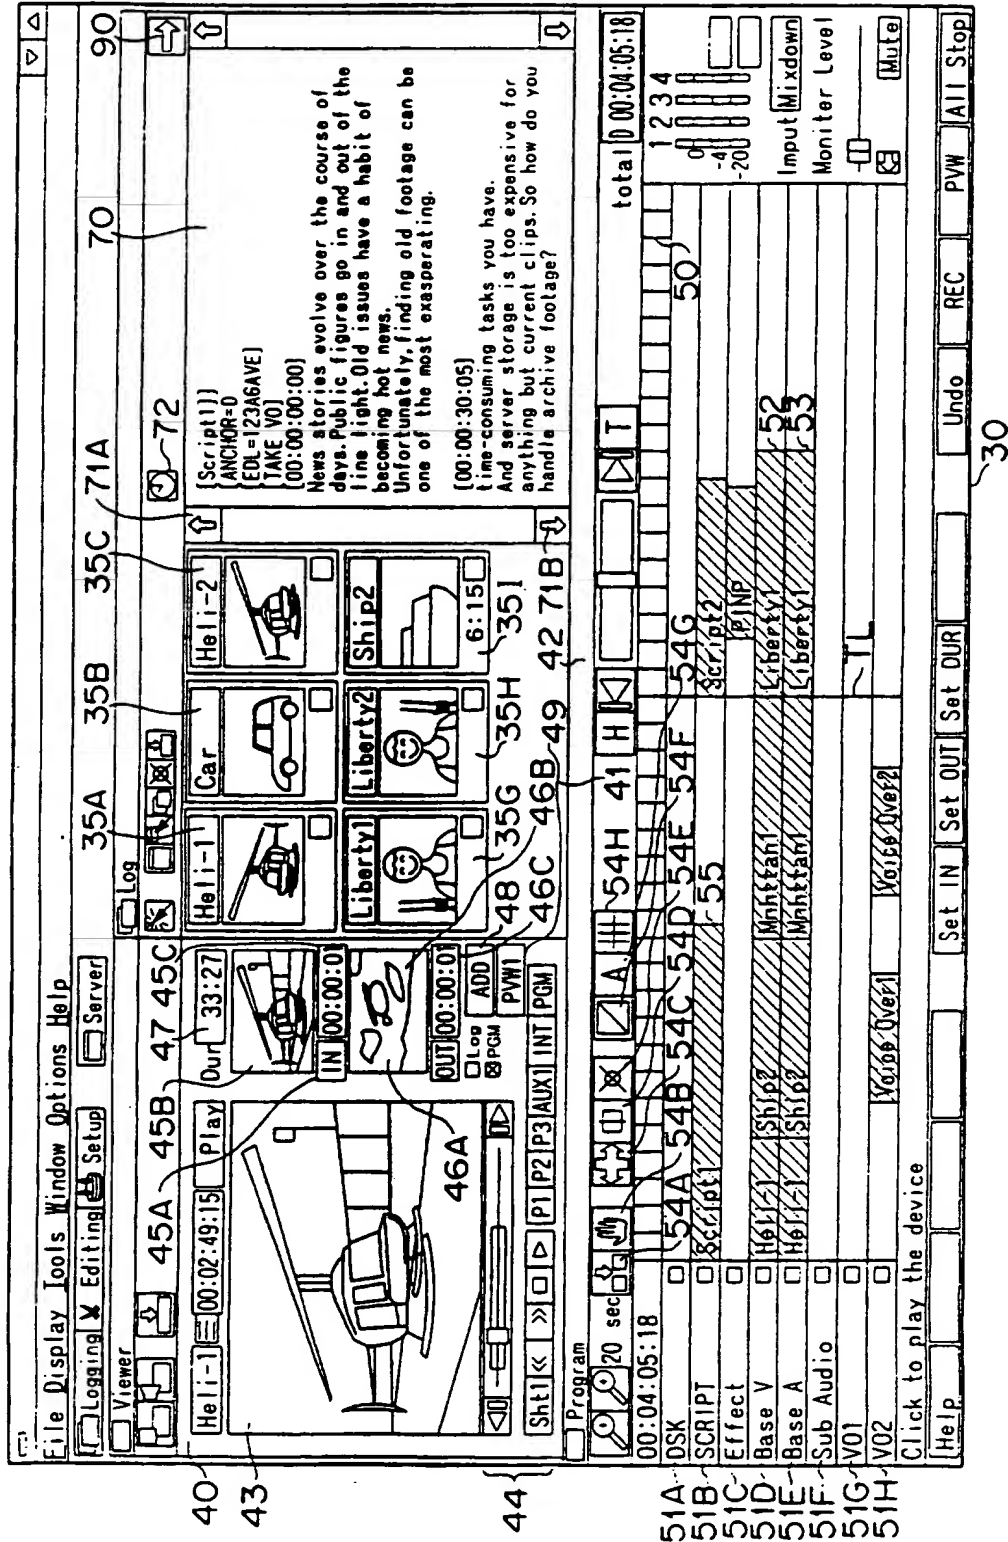 File Display Tools Window Options Help
Logging Editing Setup Server
Viewer
Heli-1 00:02:49:15 Play
Dur 33:27
IN 00:00:01
OUT 00:00:01
Log
PGM
ADD
PVW1
Sht1 << >> P1 P2 P3 AUX1 INT PGM
Log
Heli-1
Car
Heli-2
Liberty1
Liberty2
Ship2
6:15
[Script1]]
[ANCHOR=D
[EDL=123A6AVE]
[TAKE VO]
[00:00:00:00]
News stories evolve over the course of
days.Public figures go in and out of the
line light.Old issues have a habit of
becoming hot news.
Unfortunately,finding old footage can be
one of the most exasperating.
[00:00:30:05]
time-consuming tasks you have.
And server storage is too expensive for
anything but current clips.So how do you
handle archive footage?
Program
20 sec
A
H
T
total D 00:04:05:18
00:04:05:18
DSK
SCRIPT Script1 Script2
Effect PINP
Base V Heli-1 Ship2 Mnhttan1 Liberty1
Base A Heli-1 Ship2 Mnhttan1 Liberty1
Sub Audio
VO1
VO2 Voice Over1 Voice Over2
1 2 3 4
0
-4
-20
Imput Mixdown
Moniter Level
Mute
Click to play the device
Help Set IN Set OUT Set DUR Undo REC PVW All Stop
30
40
43
44
45A
45B
47
45C
46A
35A
35B
35C
71A
72
70
90
35G
46B
46C
48
49
35H
35I
42
71B
41
54A
54B
54C
54D
54E
54F
54G
54H
55
50
52
53
TL
51A
51B
51C
51D
51E
51F
51G
51H